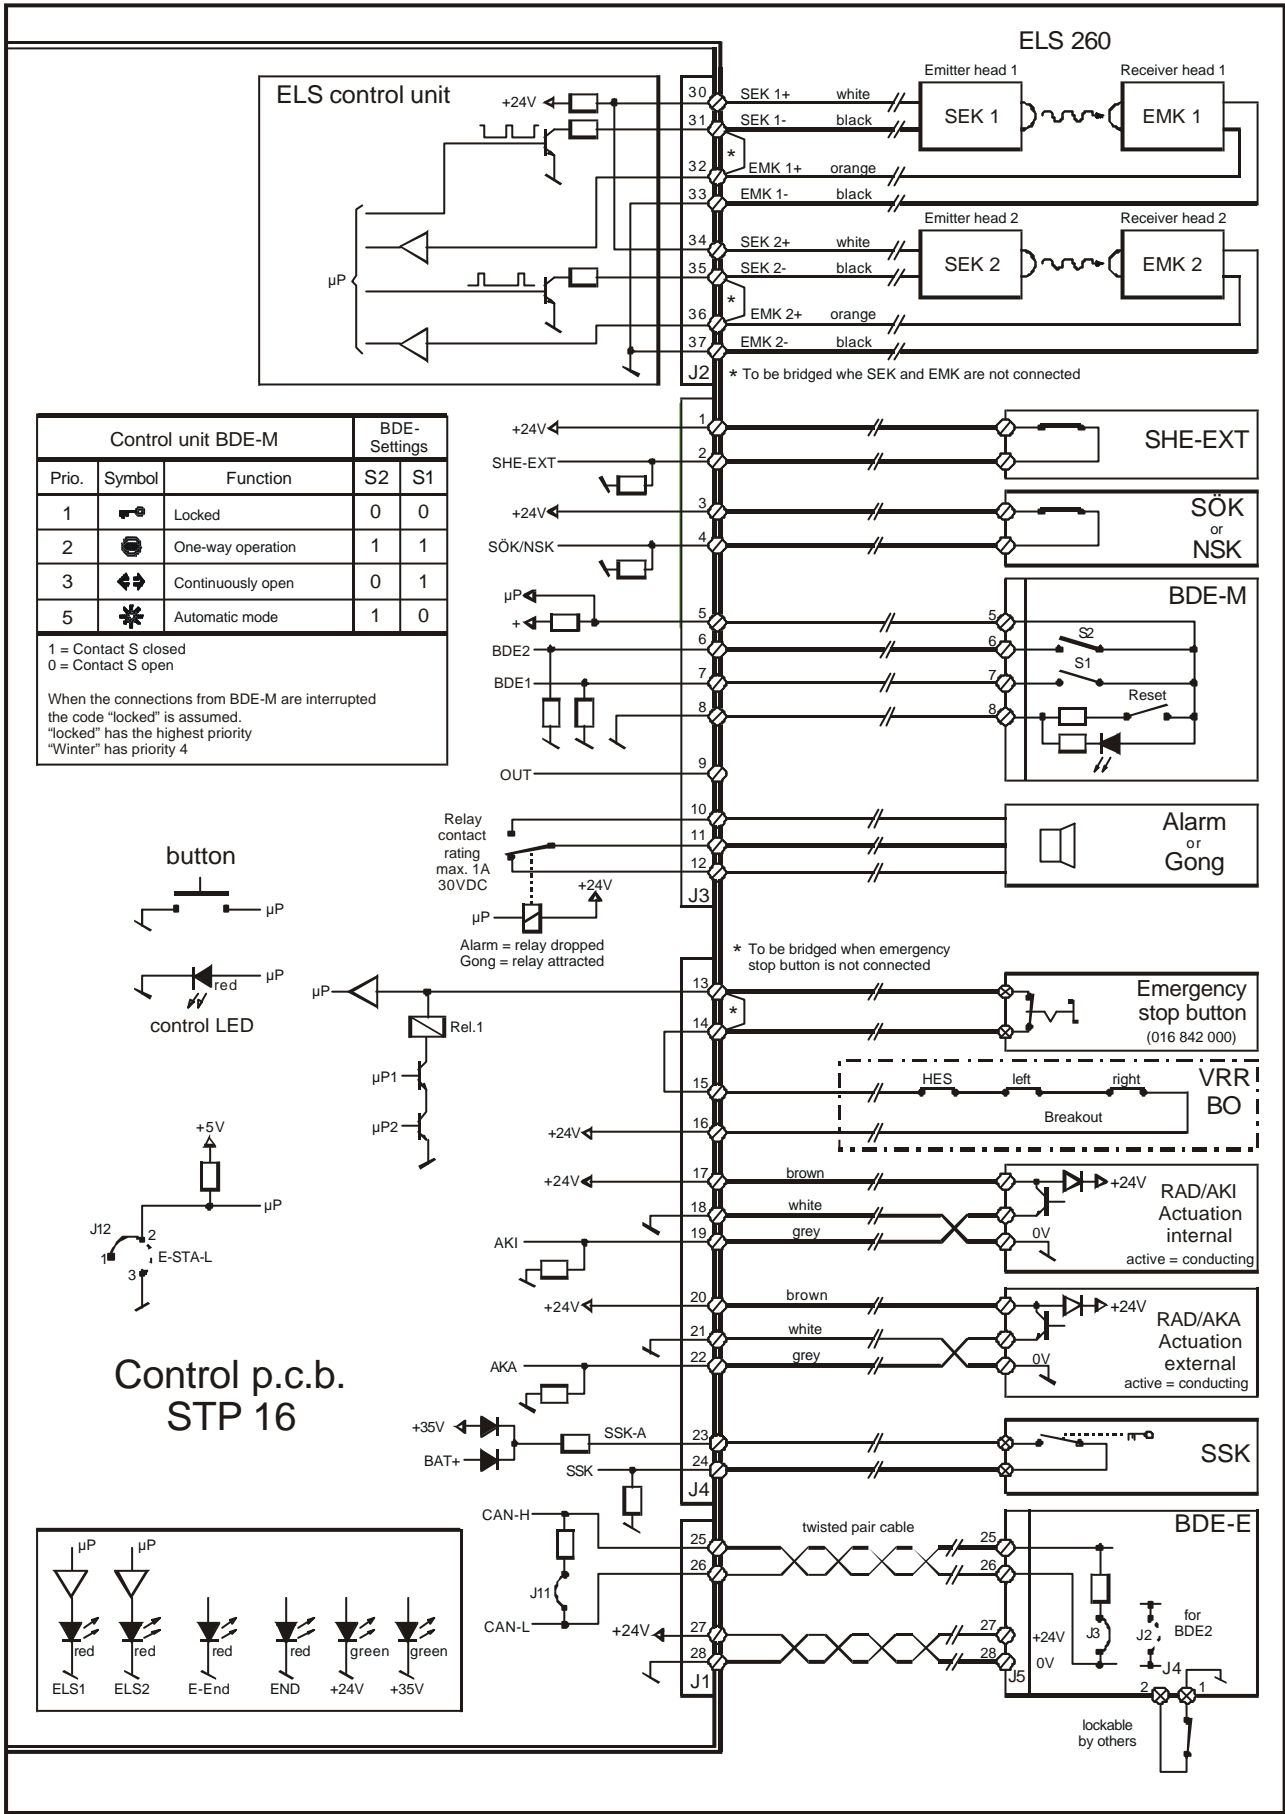 ELS 260
ELS control unit
+24V
µP
30
31
32
33
34
35
36
37
J2
SEK 1+ white
SEK 1- black
*
EMK 1+ orange
EMK 1- black
SEK 2+ white
SEK 2- black
*
EMK 2+ orange
EMK 2- black
Emitter head 1
SEK 1
Receiver head 1
EMK 1
Emitter head 2
SEK 2
Receiver head 2
EMK 2
* To be bridged whe SEK and EMK are not connected
Control unit BDE-M
BDE-
Settings
Prio. Symbol Function S2 S1
1 Locked 0 0
2 One-way operation 1 1
3 Continuously open 0 1
5 Automatic mode 1 0
1 = Contact S closed
0 = Contact S open
When the connections from BDE-M are interrupted
the code “locked” is assumed.
“locked” has the highest priority
“Winter” has priority 4
+24V 1
SHE-EXT 2
SHE-EXT
+24V 3
SÖK/NSK 4
SÖK
or
NSK
µP
+ 5
BDE2 6
BDE1 7
8
BDE-M
5
6
S2
7
S1
8
Reset
OUT 9
10
11
12
J3
Relay
contact
rating
max. 1A
30VDC
+24V
µP
Alarm = relay dropped
Gong = relay attracted
Alarm
or
Gong
button
µP
µP
red
control LED
* To be bridged when emergency
stop button is not connected
µP
13
*
14
Rel.1
µP1
µP2
15
+24V 16
Emergency
stop button
(016 842 000)
VRR
BO
HES left right
Breakout
+5V
µP
J12
2
1
E-STA-L
3
+24V 17 brown
18 white
AKI 19 grey
+24V
0V
RAD/AKI
Actuation
internal
active = conducting
+24V 20 brown
21 white
AKA 22 grey
+24V
0V
RAD/AKA
Actuation
external
active = conducting
Control p.c.b.
STP 16
+35V
BAT+
SSK-A 23
SSK 24
J4
SSK
CAN-H
25
26
J11
CAN-L
+24V 27
28
J1
twisted pair cable
BDE-E
25
26
27
28
J5
+24V
0V
J3
J2
for
BDE2
J4
2
1
lockable
by others
µP µP
red red red red green green
ELS1 ELS2 E-End END +24V +35V